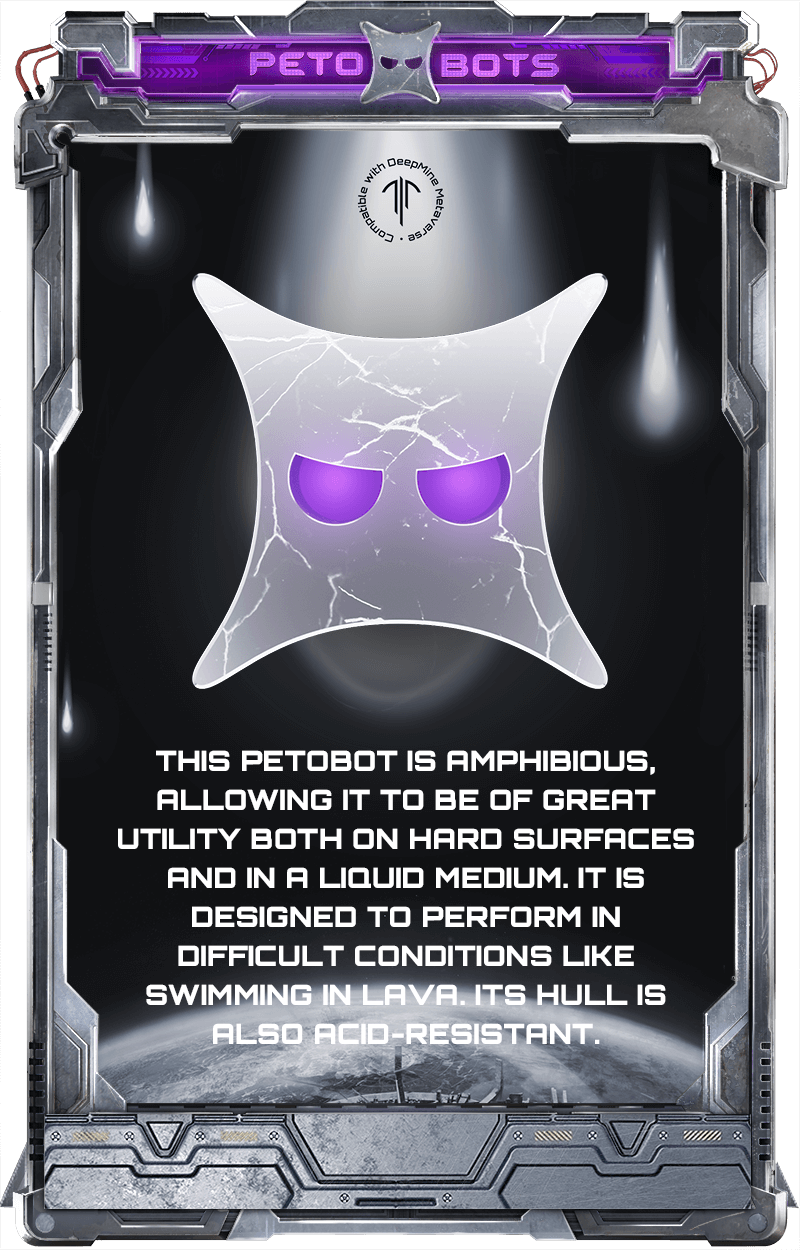 PETO BOTS
Compatible with DeepMine Metaverse •
THIS PETOBOT IS AMPHIBIOUS,
ALLOWING IT TO BE OF GREAT
UTILITY BOTH ON HARD SURFACES
AND IN A LIQUID MEDIUM. IT IS
DESIGNED TO PERFORM IN
DIFFICULT CONDITIONS LIKE
SWIMMING IN LAVA. ITS HULL IS
ALSO ACID-RESISTANT.